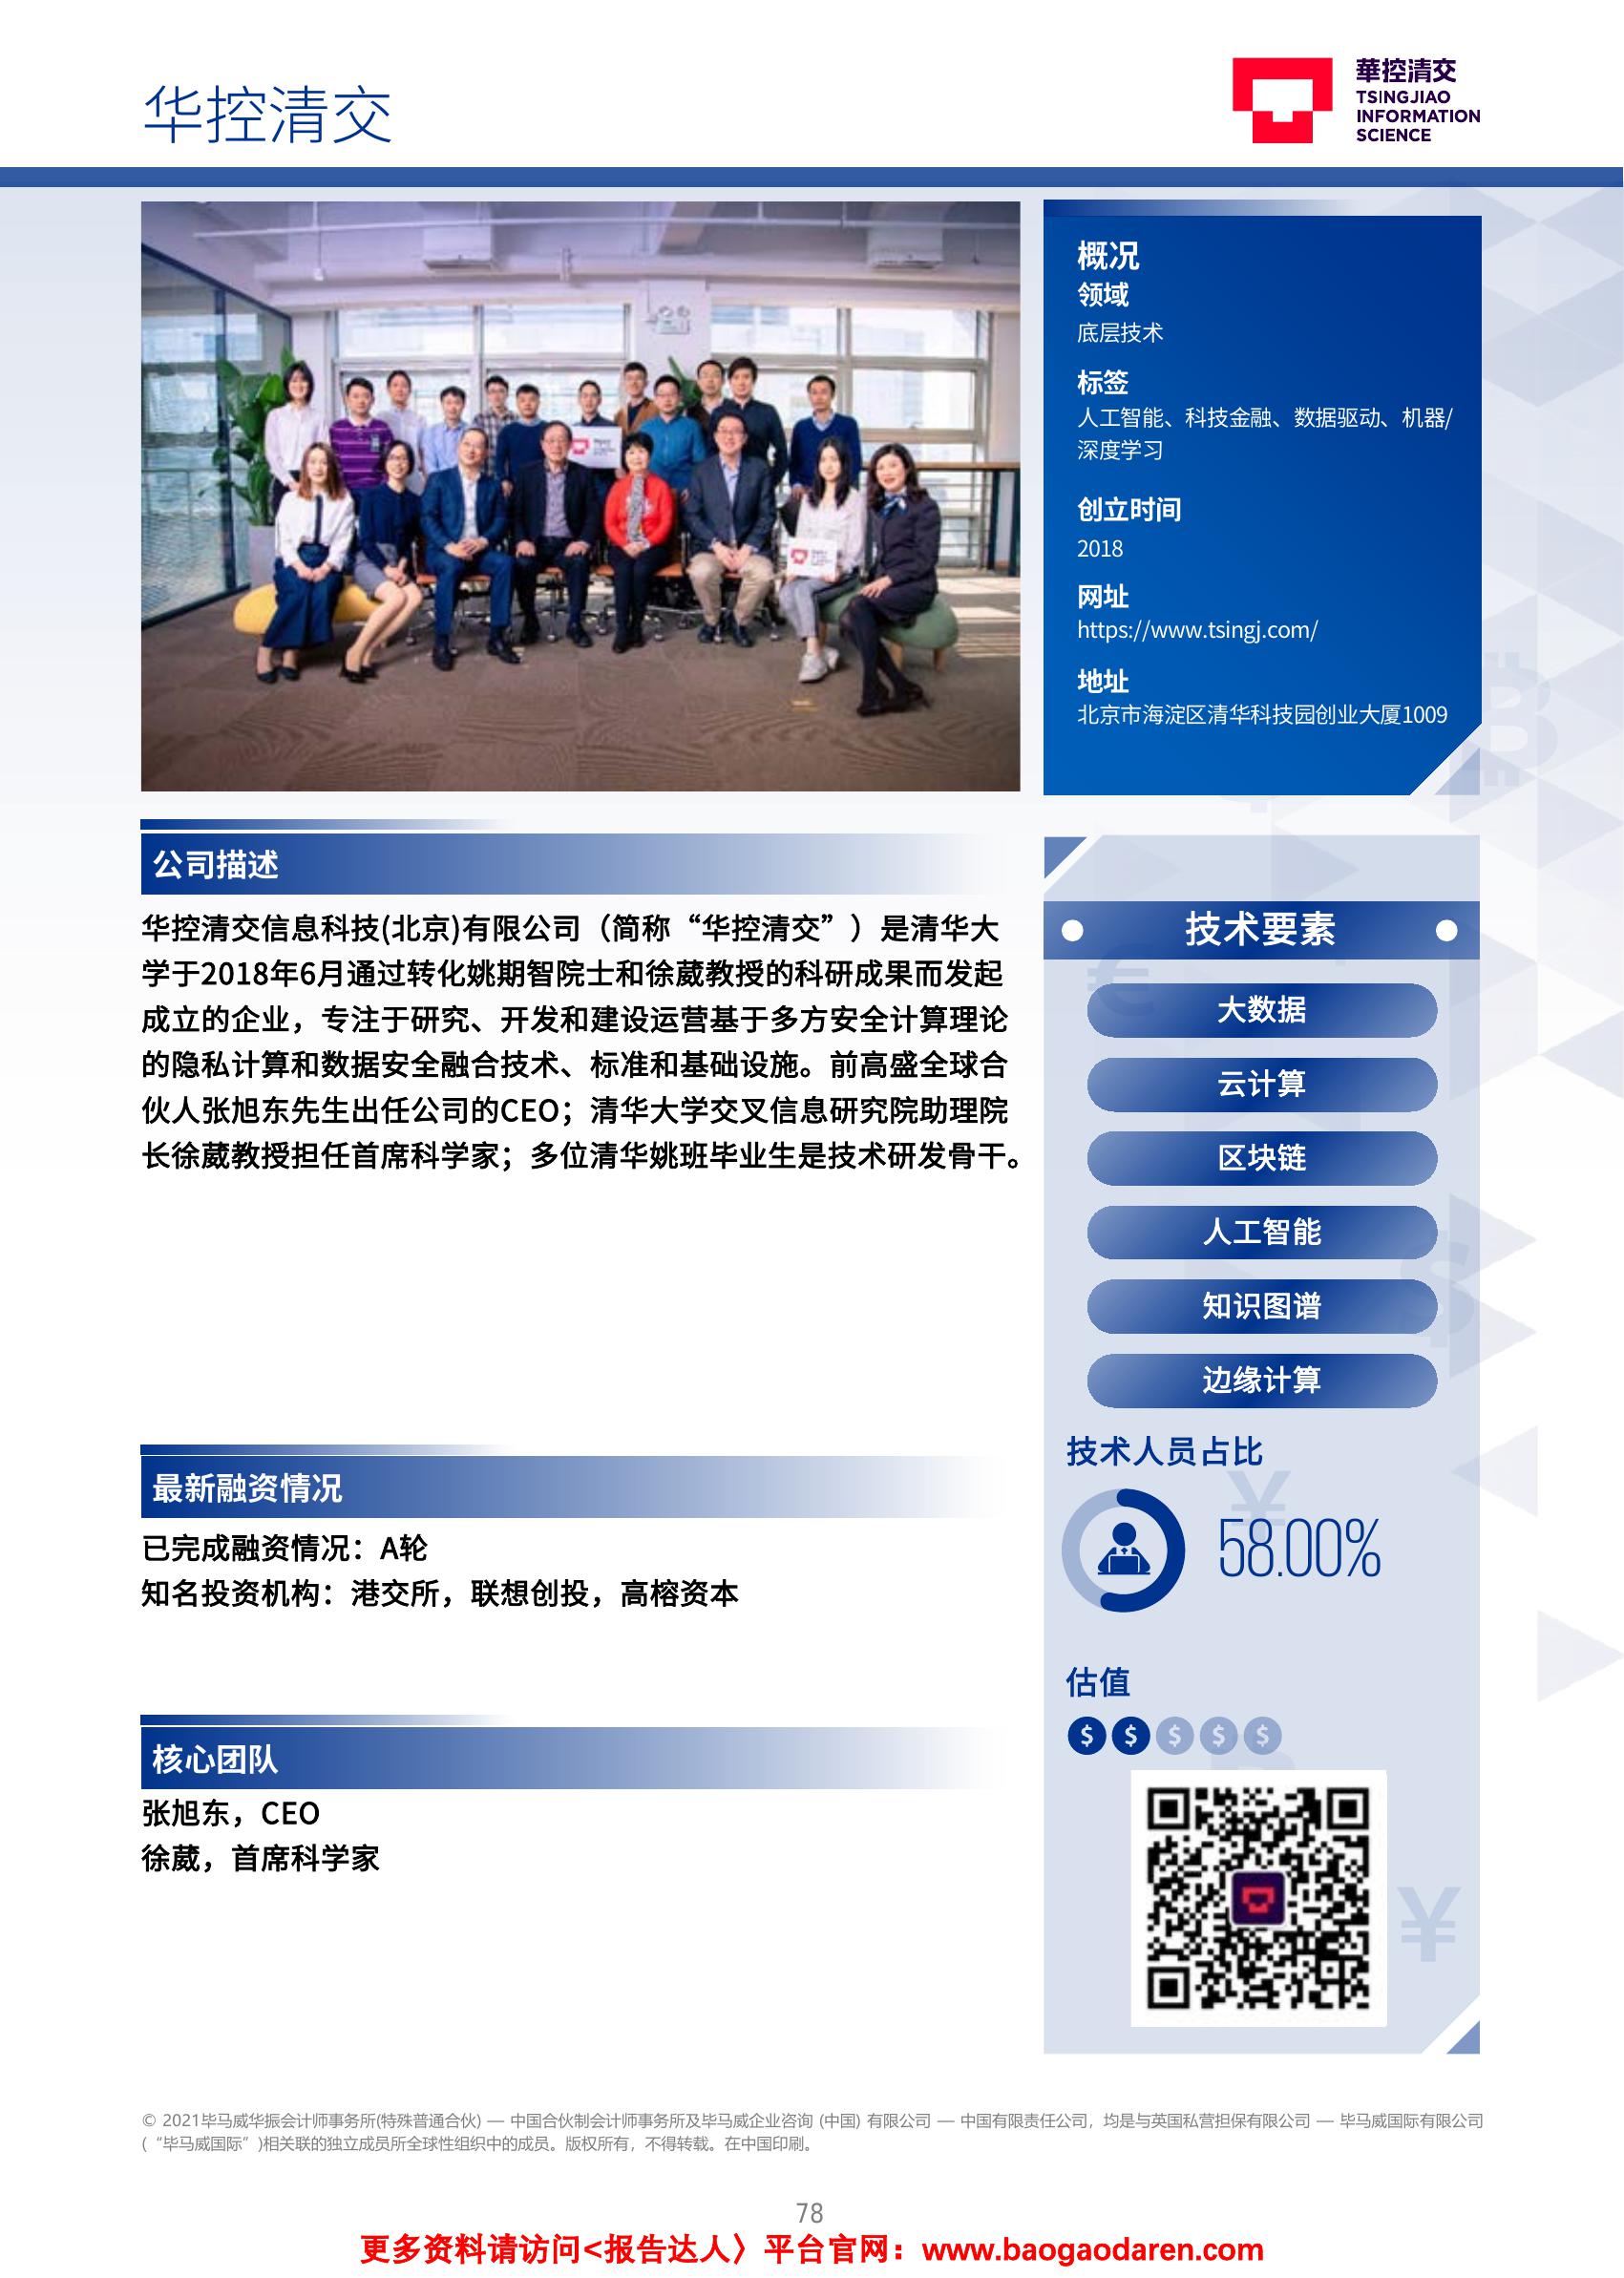 华控清交
華控清交
TSINGJIAO
INFORMATION
SCIENCE
概况
领域
底层技术
标签
人工智能、科技金融、数据驱动、机器/
深度学习
创立时间
2018
网址
https://www.tsingj.com/
地址
北京市海淀区清华科技园创业大厦1009
公司描述
华控清交信息科技(北京)有限公司（简称“华控清交”）是清华大
学于2018年6月通过转化姚期智院士和徐葳教授的科研成果而发起
成立的企业，专注于研究、开发和建设运营基于多方安全计算理论
的隐私计算和数据安全融合技术、标准和基础设施。前高盛全球合
伙人张旭东先生出任公司的CEO；清华大学交叉信息研究院助理院
长徐葳教授担任首席科学家；多位清华姚班毕业生是技术研发骨干。
最新融资情况
已完成融资情况：A轮
知名投资机构：港交所，联想创投，高榕资本
核心团队
张旭东，CEO
徐葳，首席科学家
技术要素
大数据
云计算
区块链
人工智能
知识图谱
边缘计算
技术人员占比
58.00%
估值
© 2021毕马威华振会计师事务所(特殊普通合伙) — 中国合伙制会计师事务所及毕马威企业咨询 (中国) 有限公司 — 中国有限责任公司，均是与英国私营担保有限公司 — 毕马威国际有限公司
(“毕马威国际”)相关联的独立成员所全球性组织中的成员。版权所有，不得转载。在中国印刷。
78
更多资料请访问<报告达人〉平台官网：www.baogaodaren.com